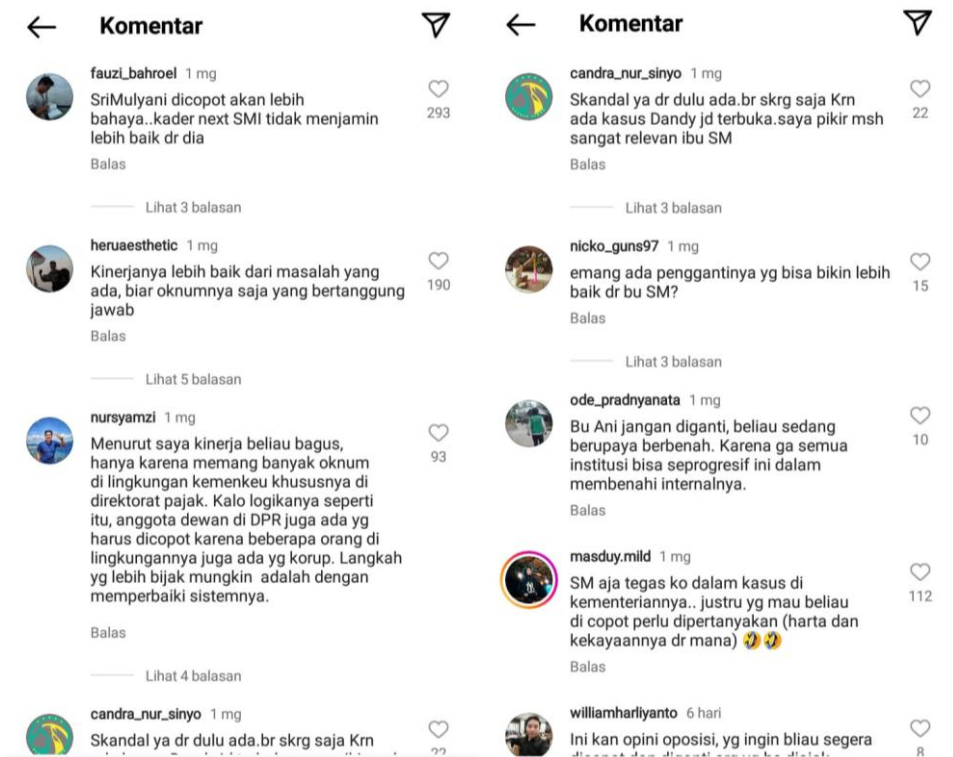 Komentar
fauzi_bahroel 1 mg
SriMulyani dicopot akan lebih
bahaya..kader next SMI tidak menjamin
lebih baik dr dia
293
Balas
Lihat 3 balasan
heruaesthetic 1 mg
Kinerjanya lebih baik dari masalah yang
ada, biar oknumnya saja yang bertanggung
jawab
190
Balas
Lihat 5 balasan
nursyamzi 1 mg
Menurut saya kinerja beliau bagus,
hanya karena memang banyak oknum
di lingkungan kemenkeu khususnya di
direktorat pajak. Kalo logikanya seperti
itu, anggota dewan di DPR juga ada yg
harus dicopot karena beberapa orang di
lingkungannya juga ada yg korup. Langkah
yg lebih bijak mungkin adalah dengan
memperbaiki sistemnya.
93
Balas
Lihat 4 balasan
candra_nur_sinyo 1 mg
Skandal ya dr dulu ada.br skrg saja Krn
22
Komentar
candra_nur_sinyo 1 mg
Skandal ya dr dulu ada.br skrg saja Krn
ada kasus Dandy jd terbuka.saya pikir msh
sangat relevan ibu SM
22
Balas
Lihat 3 balasan
nicko_guns97 1 mg
emang ada penggantinya yg bisa bikin lebih
baik dr bu SM?
15
Balas
Lihat 3 balasan
ode_pradnyanata 1 mg
Bu Ani jangan diganti, beliau sedang
berupaya berbenah. Karena ga semua
institusi bisa seprogresif ini dalam
membenahi internalnya.
10
Balas
masduy.mild 1 mg
SM aja tegas ko dalam kasus di
kementeriannya.. justru yg mau beliau
di copot perlu dipertanyakan (harta dan
kekayaannya dr mana) 🤣🤣
112
Balas
williamharliyanto 6 hari
Ini kan opini oposisi, yg ingin bliau segera
8